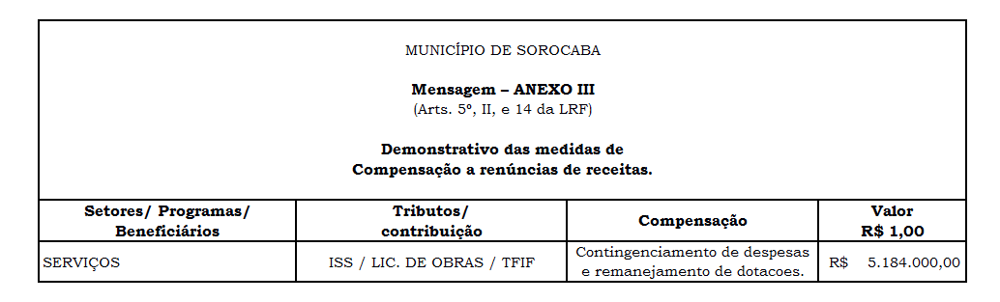 MUNICÍPIO DE SOROCABA
Mensagem – ANEXO III
(Arts. 5º, II, e 14 da LRF)
Demonstrativo das medidas de
Compensação a renúncias de receitas.
Setores/ Programas/
Beneficiários
Tributos/
contribuição
Compensação
Valor
R$ 1,00
SERVIÇOS
ISS / LIC. DE OBRAS / TFIF
Contingenciamento de despesas
e remanejamento de dotacoes.
R$ 5.184.000,00